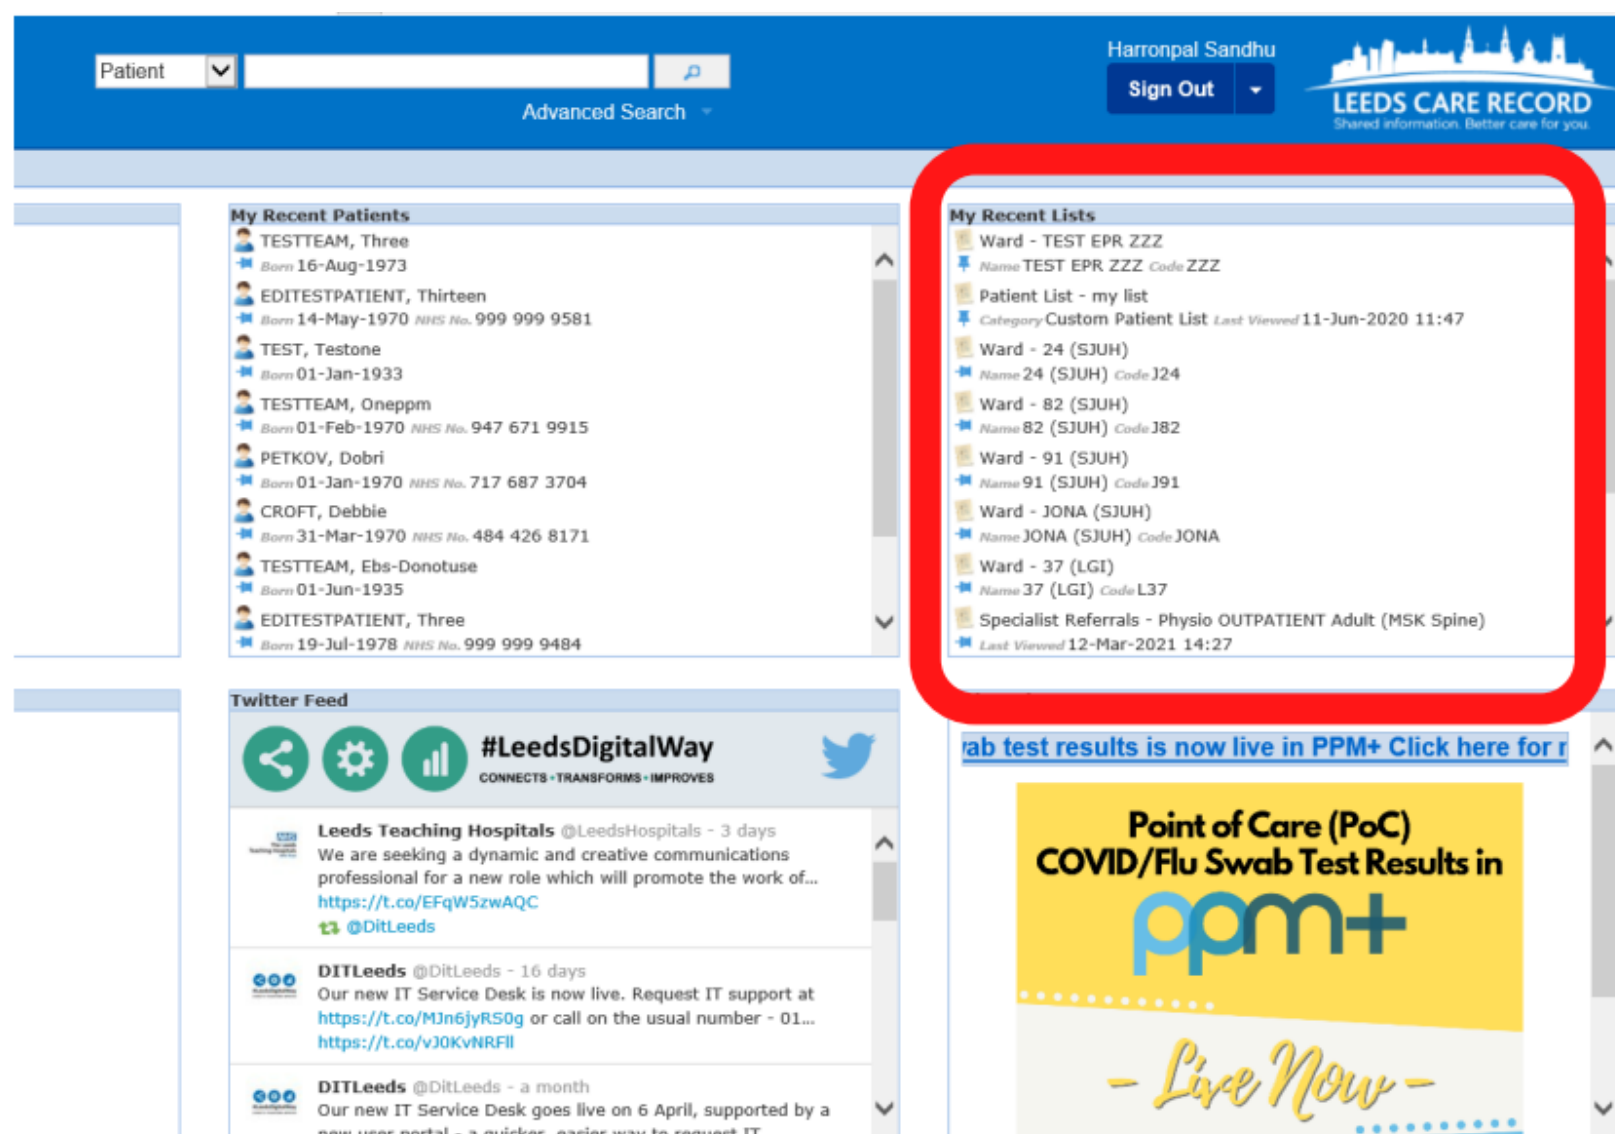 Patient
Advanced Search
Harronpal Sandhu
Sign Out
LEEDS CARE RECORD
Shared information. Better care for you.
My Recent Patients
TESTTEAM, Three
Born 16-Aug-1973
EDITESTPATIENT, Thirteen
Born 14-May-1970 NHS No. 999 999 9581
TEST, Testone
Born 01-Jan-1933
TESTTEAM, Oneppm
Born 01-Feb-1970 NHS No. 947 671 9915
PETKOV, Dobri
Born 01-Jan-1970 NHS No. 717 687 3704
CROFT, Debbie
Born 31-Mar-1970 NHS No. 484 426 8171
TESTTEAM, Ebs-Donotuse
Born 01-Jun-1935
EDITESTPATIENT, Three
Born 19-Jul-1978 NHS No. 999 999 9484
My Recent Lists
Ward - TEST EPR ZZZ
Name TEST EPR ZZZ Code ZZZ
Patient List - my list
Category Custom Patient List Last Viewed 11-Jun-2020 11:47
Ward - 24 (SJUH)
Name 24 (SJUH) Code J24
Ward - 82 (SJUH)
Name 82 (SJUH) Code J82
Ward - 91 (SJUH)
Name 91 (SJUH) Code J91
Ward - JONA (SJUH)
Name JONA (SJUH) Code JONA
Ward - 37 (LGI)
Name 37 (LGI) Code L37
Specialist Referrals - Physio OUTPATIENT Adult (MSK Spine)
Last Viewed 12-Mar-2021 14:27
Twitter Feed
#LeedsDigitalWay
CONNECTS•TRANSFORMS•IMPROVES
Leeds Teaching Hospitals @LeedsHospitals - 3 days
We are seeking a dynamic and creative communications
professional for a new role which will promote the work of...
https://t.co/EFqW5zwAQC
@DitLeeds
DITLeeds @DitLeeds - 16 days
Our new IT Service Desk is now live. Request IT support at
https://t.co/MJn6jyRS0g or call on the usual number - 01...
https://t.co/vJ0KvNRFll
DITLeeds @DitLeeds - a month
Our new IT Service Desk goes live on 6 April, supported by a
new user portal - a quicker, easier way to request IT
test results is now live in PPM+ Click here for
Point of Care (PoC)
COVID/Flu Swab Test Results in
ppm+
- Live Now -